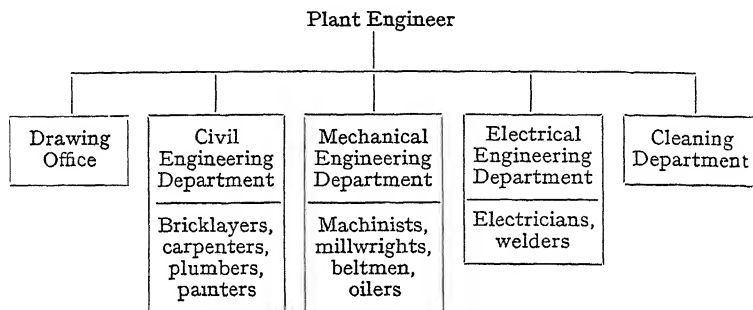 Plant Engineer
Drawing
Office
Civil
Engineering
Department
Bricklayers,
carpenters,
plumbers,
painters
Mechanical
Engineering
Department
Machinists,
millwrights,
beltmen,
oilers
Electrical
Engineering
Department
Electricians,
welders
Cleaning
Department